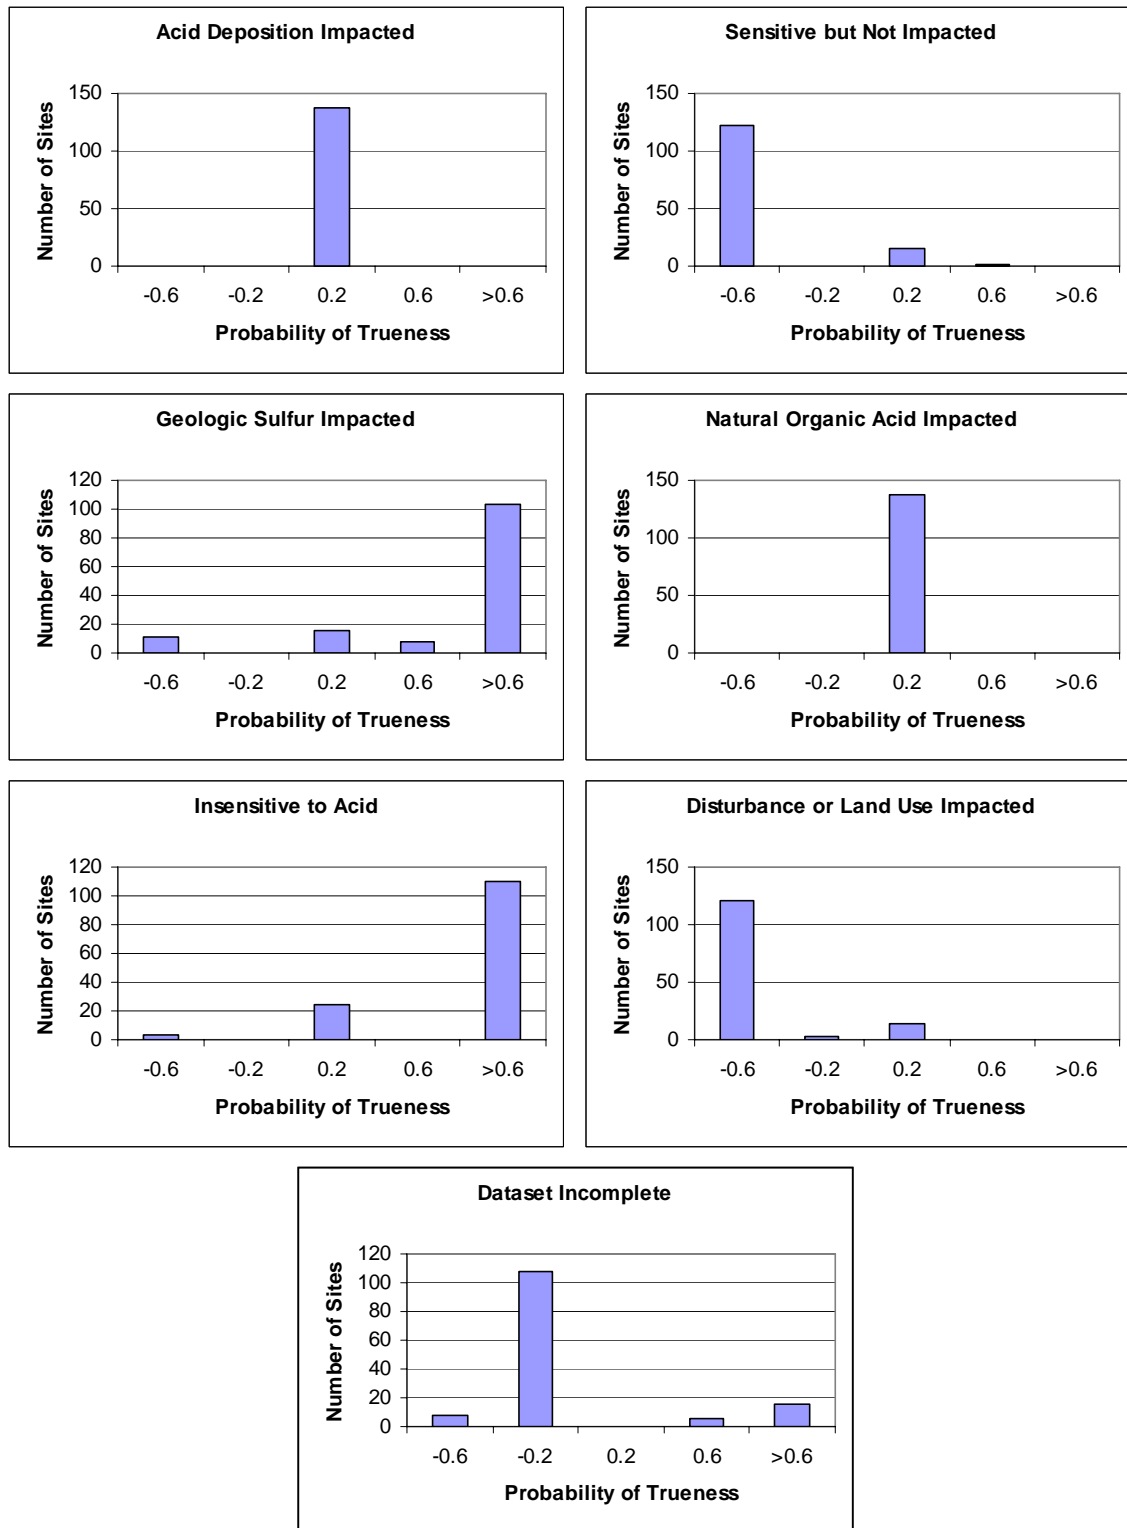 Acid Deposition Impacted
150
100
50
0
Number of Sites
-0.6 -0.2 0.2 0.6 >0.6
Probability of Trueness
Sensitive but Not Impacted
150
100
50
0
Number of Sites
-0.6 -0.2 0.2 0.6 >0.6
Probability of Trueness
Geologic Sulfur Impacted
120
100
80
60
40
20
0
Number of Sites
-0.6 -0.2 0.2 0.6 >0.6
Probability of Trueness
Natural Organic Acid Impacted
150
100
50
0
Number of Sites
-0.6 -0.2 0.2 0.6 >0.6
Probability of Trueness
Insensitive to Acid
120
100
80
60
40
20
0
Number of Sites
-0.6 -0.2 0.2 0.6 >0.6
Probability of Trueness
Disturbance or Land Use Impacted
150
100
50
0
Number of Sites
-0.6 -0.2 0.2 0.6 >0.6
Probability of Trueness
Dataset Incomplete
120
100
80
60
40
20
0
Number of Sites
-0.6 -0.2 0.2 0.6 >0.6
Probability of Trueness